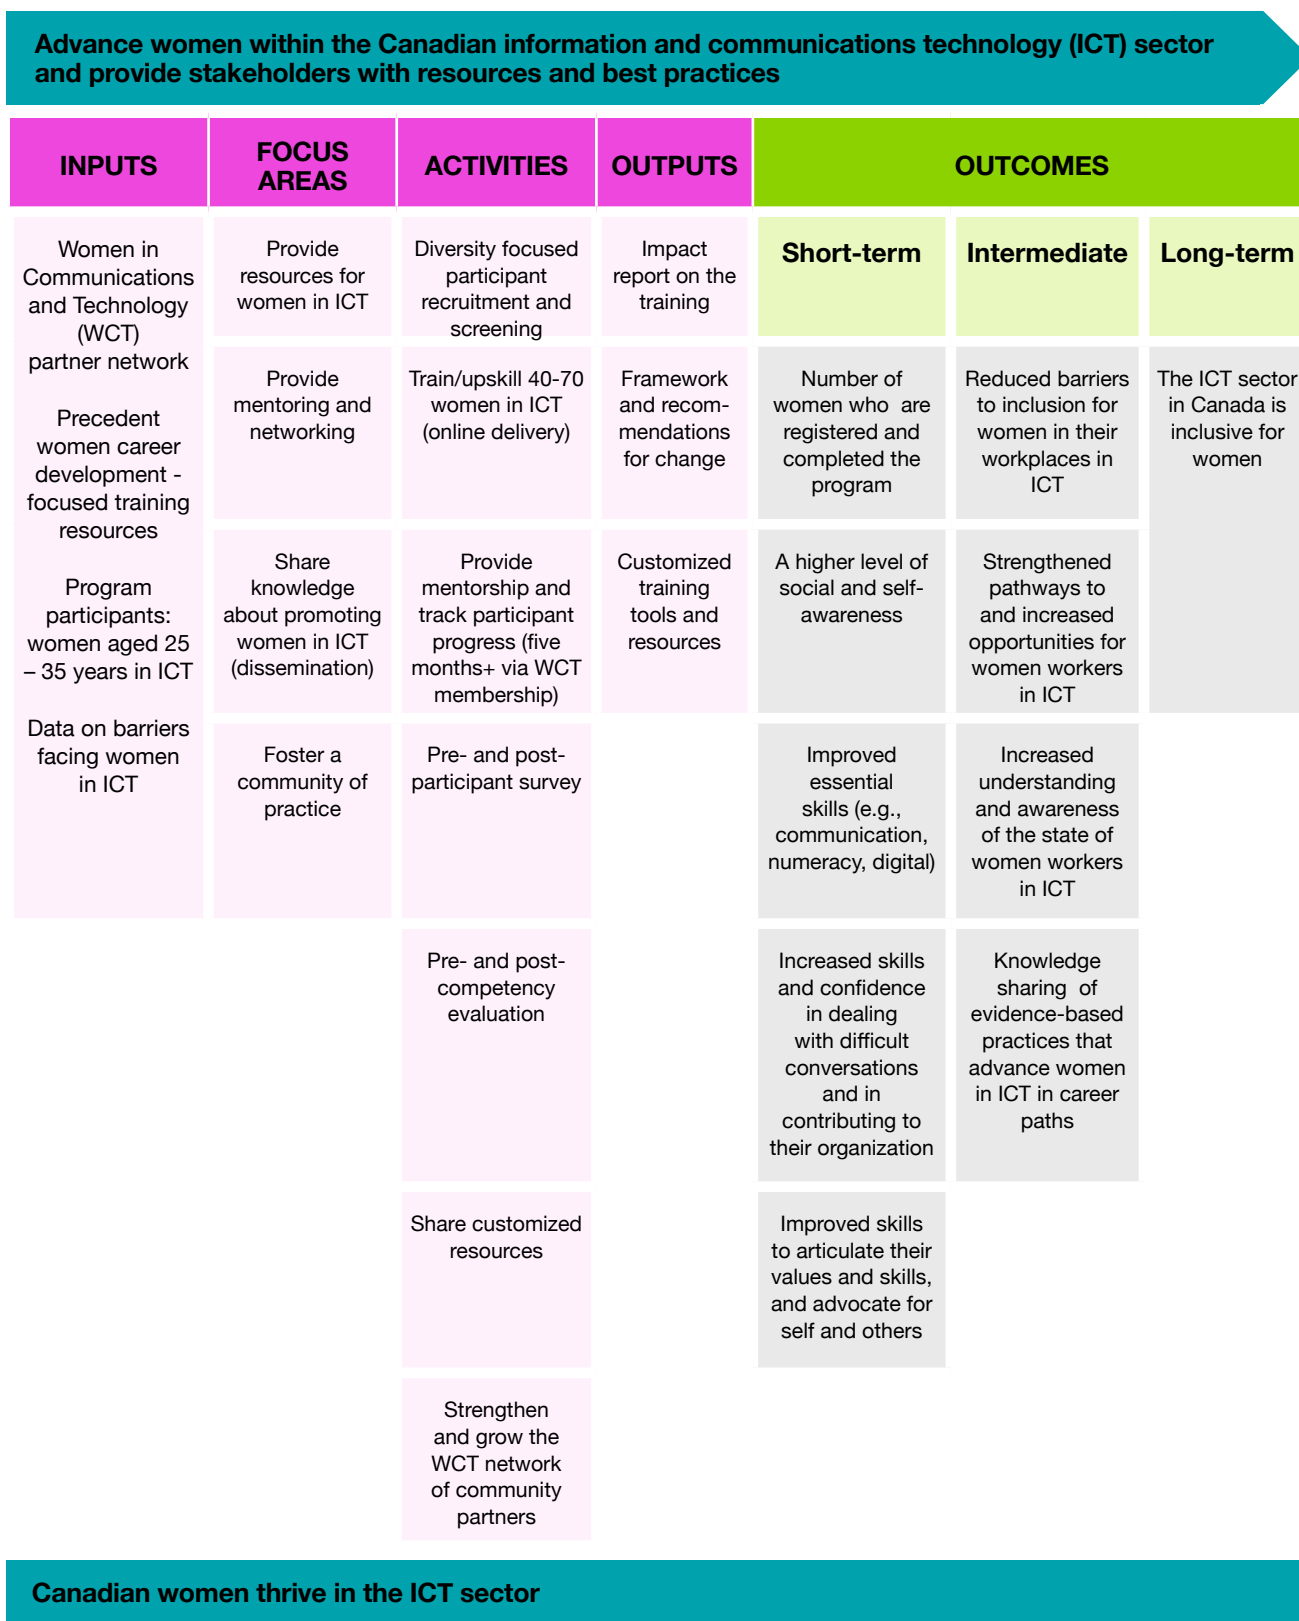 Advance women within the Canadian information and communications technology (ICT) sector
and provide stakeholders with resources and best practices
INPUTS
FOCUS
AREAS
ACTIVITIES
OUTPUTS
OUTCOMES
Women in
Communications
and Technology
(WCT)
partner network
Precedent
women career
development -
focused training
resources
Program
participants:
women aged 25
– 35 years in ICT
Data on barriers
facing women
in ICT
Provide
resources for
women in ICT
Provide
mentoring and
networking
Share
knowledge
about promoting
women in ICT
(dissemination)
Foster a
community of
practice
Diversity focused
participant
recruitment and
screening
Train/upskill 40-70
women in ICT
(online delivery)
Provide
mentorship and
track participant
progress (five
months+ via WCT
membership)
Pre- and post-
participant survey
Pre- and post-
competency
evaluation
Share customized
resources
Strengthen
and grow the
WCT network
of community
partners
Impact
report on the
training
Framework
and recom-
mendations
for change
Customized
training
tools and
resources
Short-term
Number of
women who are
registered and
completed the
program
A higher level of
social and self-
awareness
Improved
essential
skills (e.g.,
communication,
numeracy, digital)
Increased skills
and confidence
in dealing
with difficult
conversations
and in
contributing to
their organization
Improved skills
to articulate their
values and skills,
and advocate for
self and others
Intermediate
Reduced barriers
to inclusion for
women in their
workplaces in
ICT
Strengthened
pathways to
and increased
opportunities for
women workers
in ICT
Increased
understanding
and awareness
of the state of
women workers
in ICT
Knowledge
sharing of
evidence-based
practices that
advance women
in ICT in career
paths
Long-term
The ICT sector
in Canada is
inclusive for
women
Canadian women thrive in the ICT sector